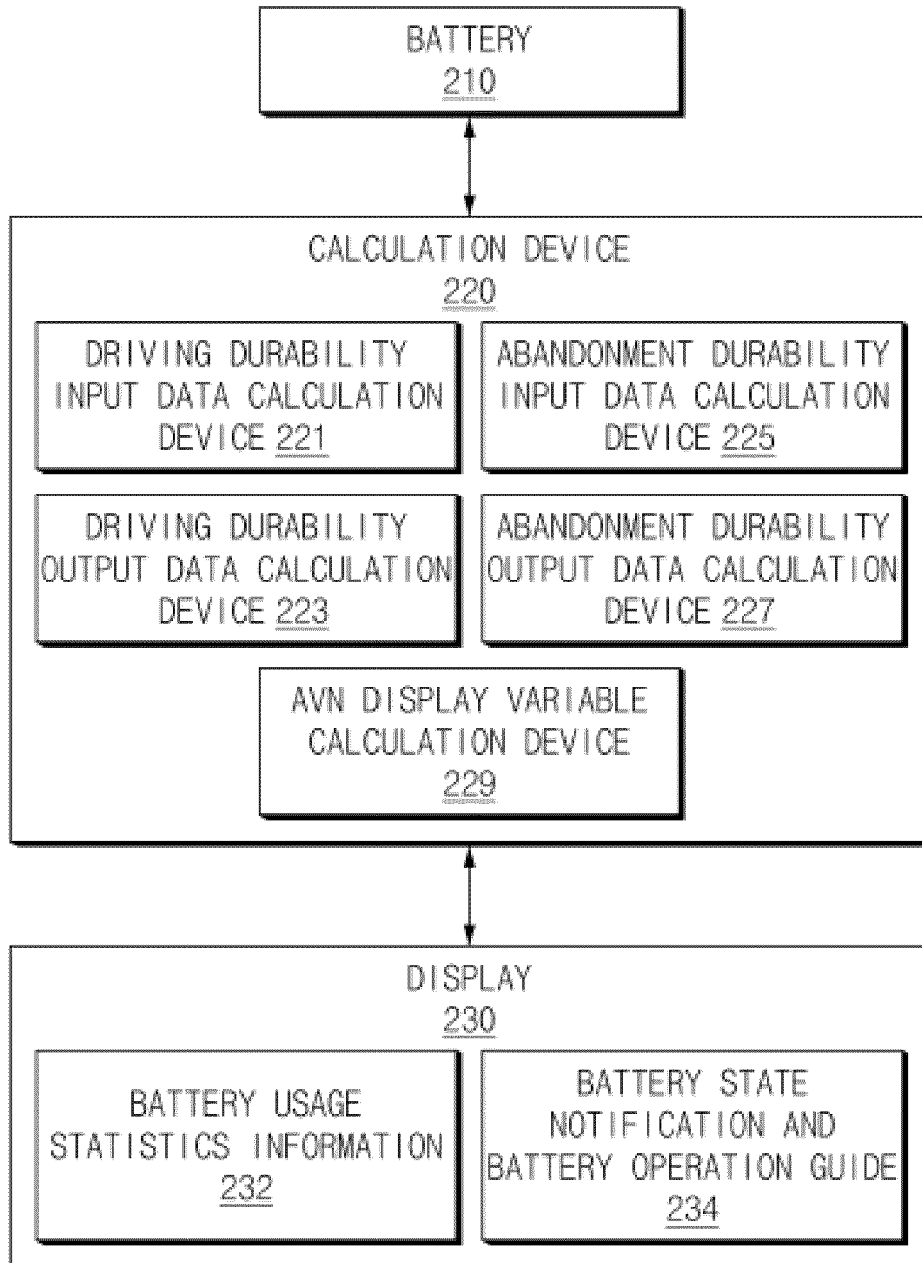 BATTERY
210
CALCULATION DEVICE
220
DRIVING DURABILITY
INPUT DATA CALCULATION
DEVICE 221
ABANDONMENT DURABILITY
INPUT DATA CALCULATION
DEVICE 225
DRIVING DURABILITY
OUTPUT DATA CALCULATION
DEVICE 223
ABANDONMENT DURABILITY
OUTPUT DATA CALCULATION
DEVICE 227
AVN DISPLAY VARIABLE
CALCULATION DEVICE
229
DISPLAY
230
BATTERY USAGE
STATISTICS INFORMATION
232
BATTERY STATE
NOTIFICATION AND
BATTERY OPERATION GUIDE
234